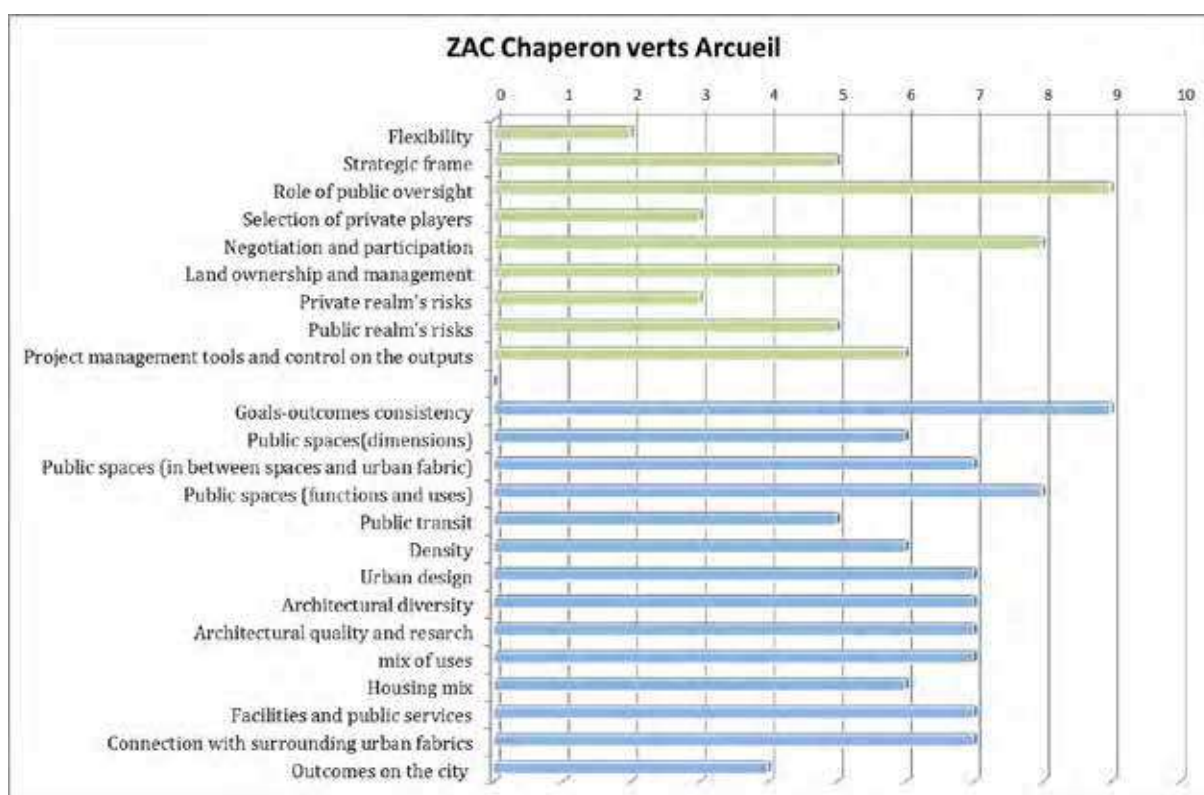 ZAC Chaperon verts Arcueil
0 1 2 3 4 5 6 7 8 9 10
Flexibility
Strategic frame
Role of public oversight
Selection of private players
Negotiation and participation
Land ownership and management
Private realm's risks
Public realm's risks
Project management tools and control on the outputs
Goals-outcomes consistency
Public spaces(dimensions)
Public spaces (in between spaces and urban fabric)
Public spaces (functions and uses)
Public transit
Density
Urban design
Architectural diversity
Architectural quality and resarch
mix of uses
Housing mix
Facilities and public services
Connection with surrounding urban fabrics
Outcomes on the city